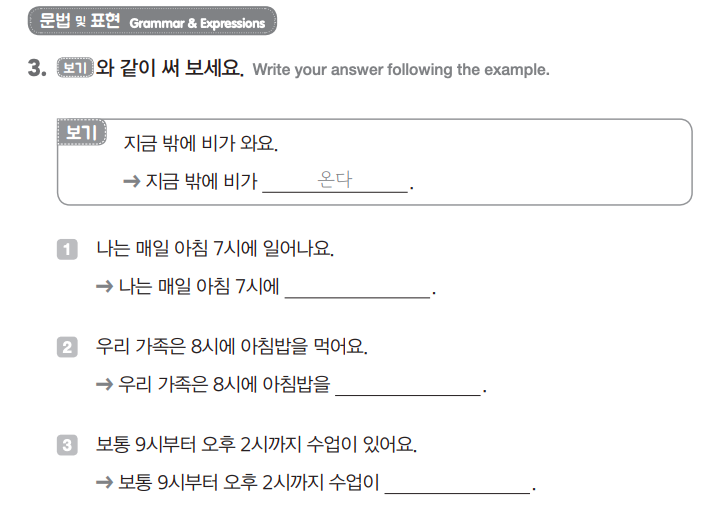 문법 및 표현 Grammar & Expressions
3. 보기 와 같이 써 보세요. Write your answer following the example.
보기
지금 밖에 비가 와요.
➔ 지금 밖에 비가 온다.
1 나는 매일 아침 7시에 일어나요.
➔ 나는 매일 아침 7시에 ______________.
2 우리 가족은 8시에 아침밥을 먹어요.
➔ 우리 가족은 8시에 아침밥을 ______________.
3 보통 9시부터 오후 2시까지 수업이 있어요.
➔ 보통 9시부터 오후 2시까지 수업이 ______________.